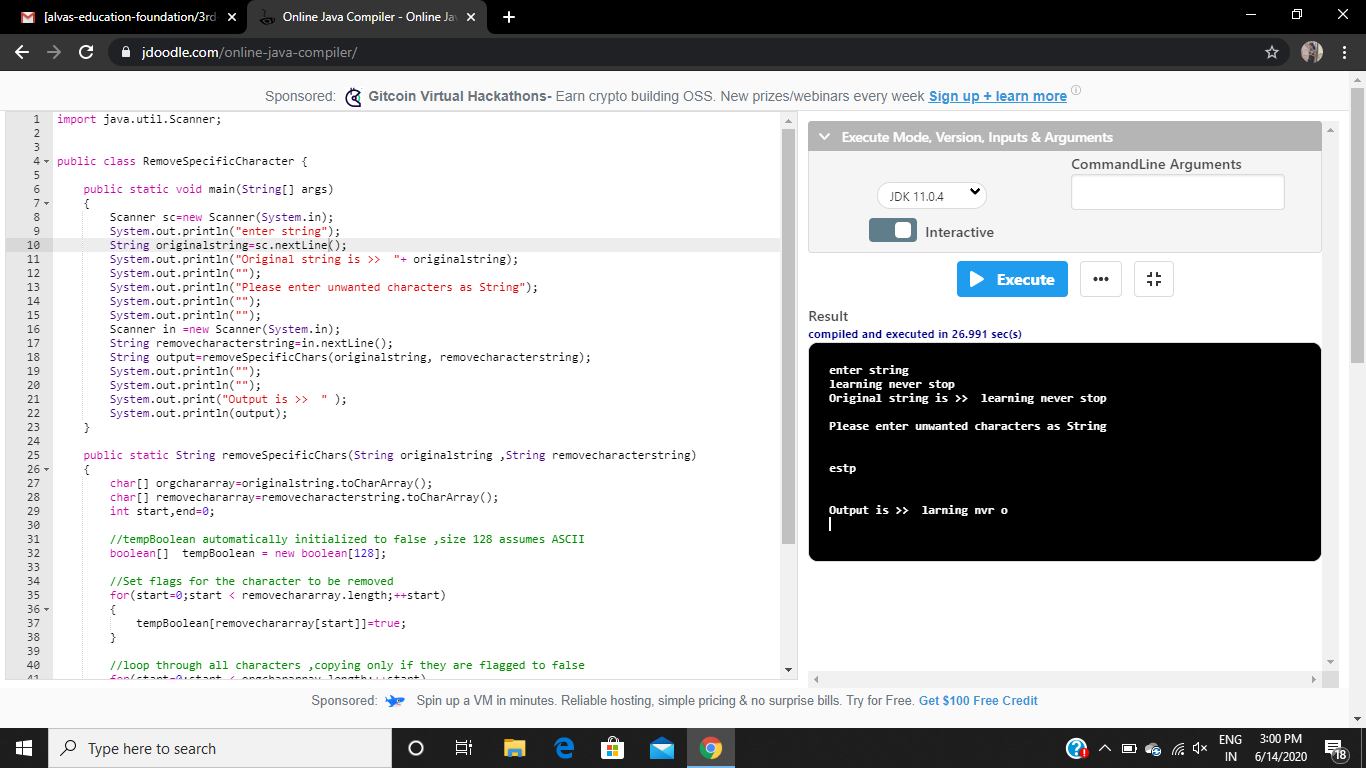 [alvas-education-foundation/3rd
Online Java Compiler - Online Jav
jdoodle.com/online-java-compiler/
Sponsored: Gitcoin Virtual Hackathons- Earn crypto building OSS. New prizes/webinars every week Sign up + learn more
1 import java.util.Scanner;
2
3
4 public class RemoveSpecificCharacter {
5
6 public static void main(String[] args)
7 {
8 Scanner sc=new Scanner(System.in);
9 System.out.println("enter string");
10 String originalstring=sc.nextLine();
11 System.out.println("Original string is >>  "+ originalstring);
12 System.out.println("");
13 System.out.println("Please enter unwanted characters as String");
14 System.out.println("");
15 System.out.println("");
16 Scanner in =new Scanner(System.in);
17 String removecharacterstring=in.nextLine();
18 String output=removeSpecificChars(originalstring, removecharacterstring);
19 System.out.println("");
20 System.out.println("");
21 System.out.print("Output is >>  " );
22 System.out.println(output);
23 }
24
25 public static String removeSpecificChars(String originalstring ,String removecharacterstring)
26 {
27 char[] orgchararray=originalstring.toCharArray();
28 char[] removechararray=removecharacterstring.toCharArray();
29 int start,end=0;
30
31 //tempBoolean automatically initialized to false ,size 128 assumes ASCII
32 boolean[]  tempBoolean = new boolean[128];
33
34 //Set flags for the character to be removed
35 for(start=0;start < removechararray.length;++start)
36 {
37 tempBoolean[removechararray[start]]=true;
38 }
39
40 //loop through all characters ,copying only if they are flagged to false
41 for(start=0;start < orgchararray.length;++start)
Execute Mode, Version, Inputs & Arguments
CommandLine Arguments
JDK 11.0.4
Interactive
Execute
Result
compiled and executed in 26.991 sec(s)
enter string
learning never stop
Original string is >>  learning never stop
Please enter unwanted characters as String
estp
Output is >>  larning nvr o
Sponsored: Spin up a VM in minutes. Reliable hosting, simple pricing & no surprise bills. Try for Free. Get $100 Free Credit
Type here to search
ENG
IN
3:00 PM
6/14/2020
18